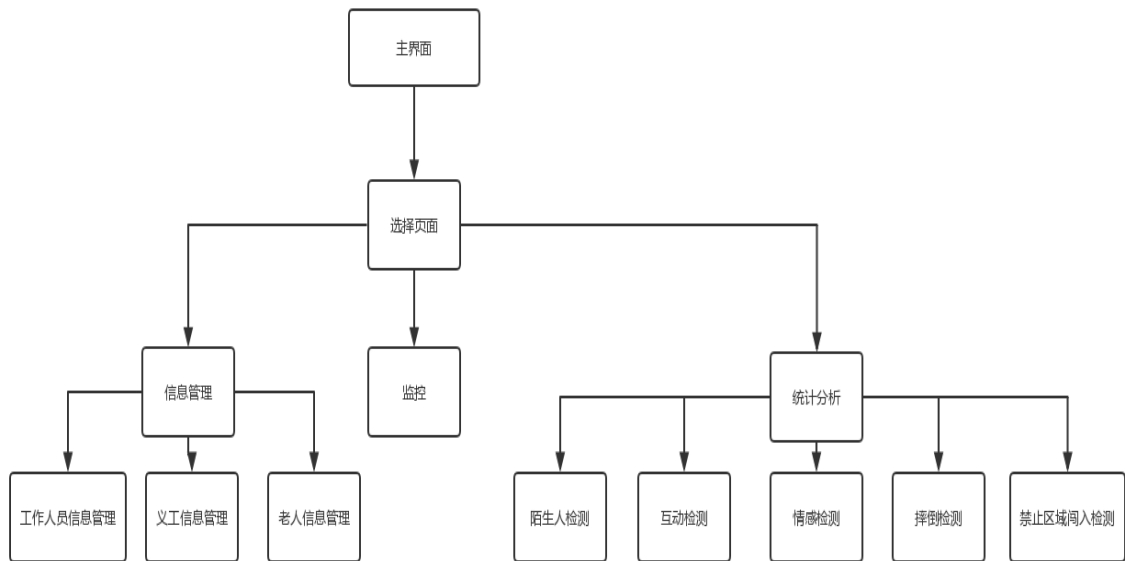 主界面
选择页面
信息管理
监控
统计分析
工作人员信息管理
义工信息管理
老人信息管理
陌生人检测
互动检测
情感检测
摔倒检测
禁止区域闯入检测